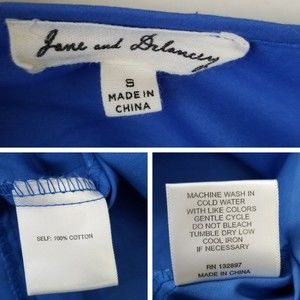 Jane and Delancey
S
MADE IN
CHINA
SELF: 100% COTTON
MACHINE WASH IN
COLD WATER
WITH LIKE COLORS
GENTLE CYCLE
DO NOT BLEACH
TUMBLE DRY LOW
COOL IRON
IF NECESSARY
RN 132897
MADE IN CHINA